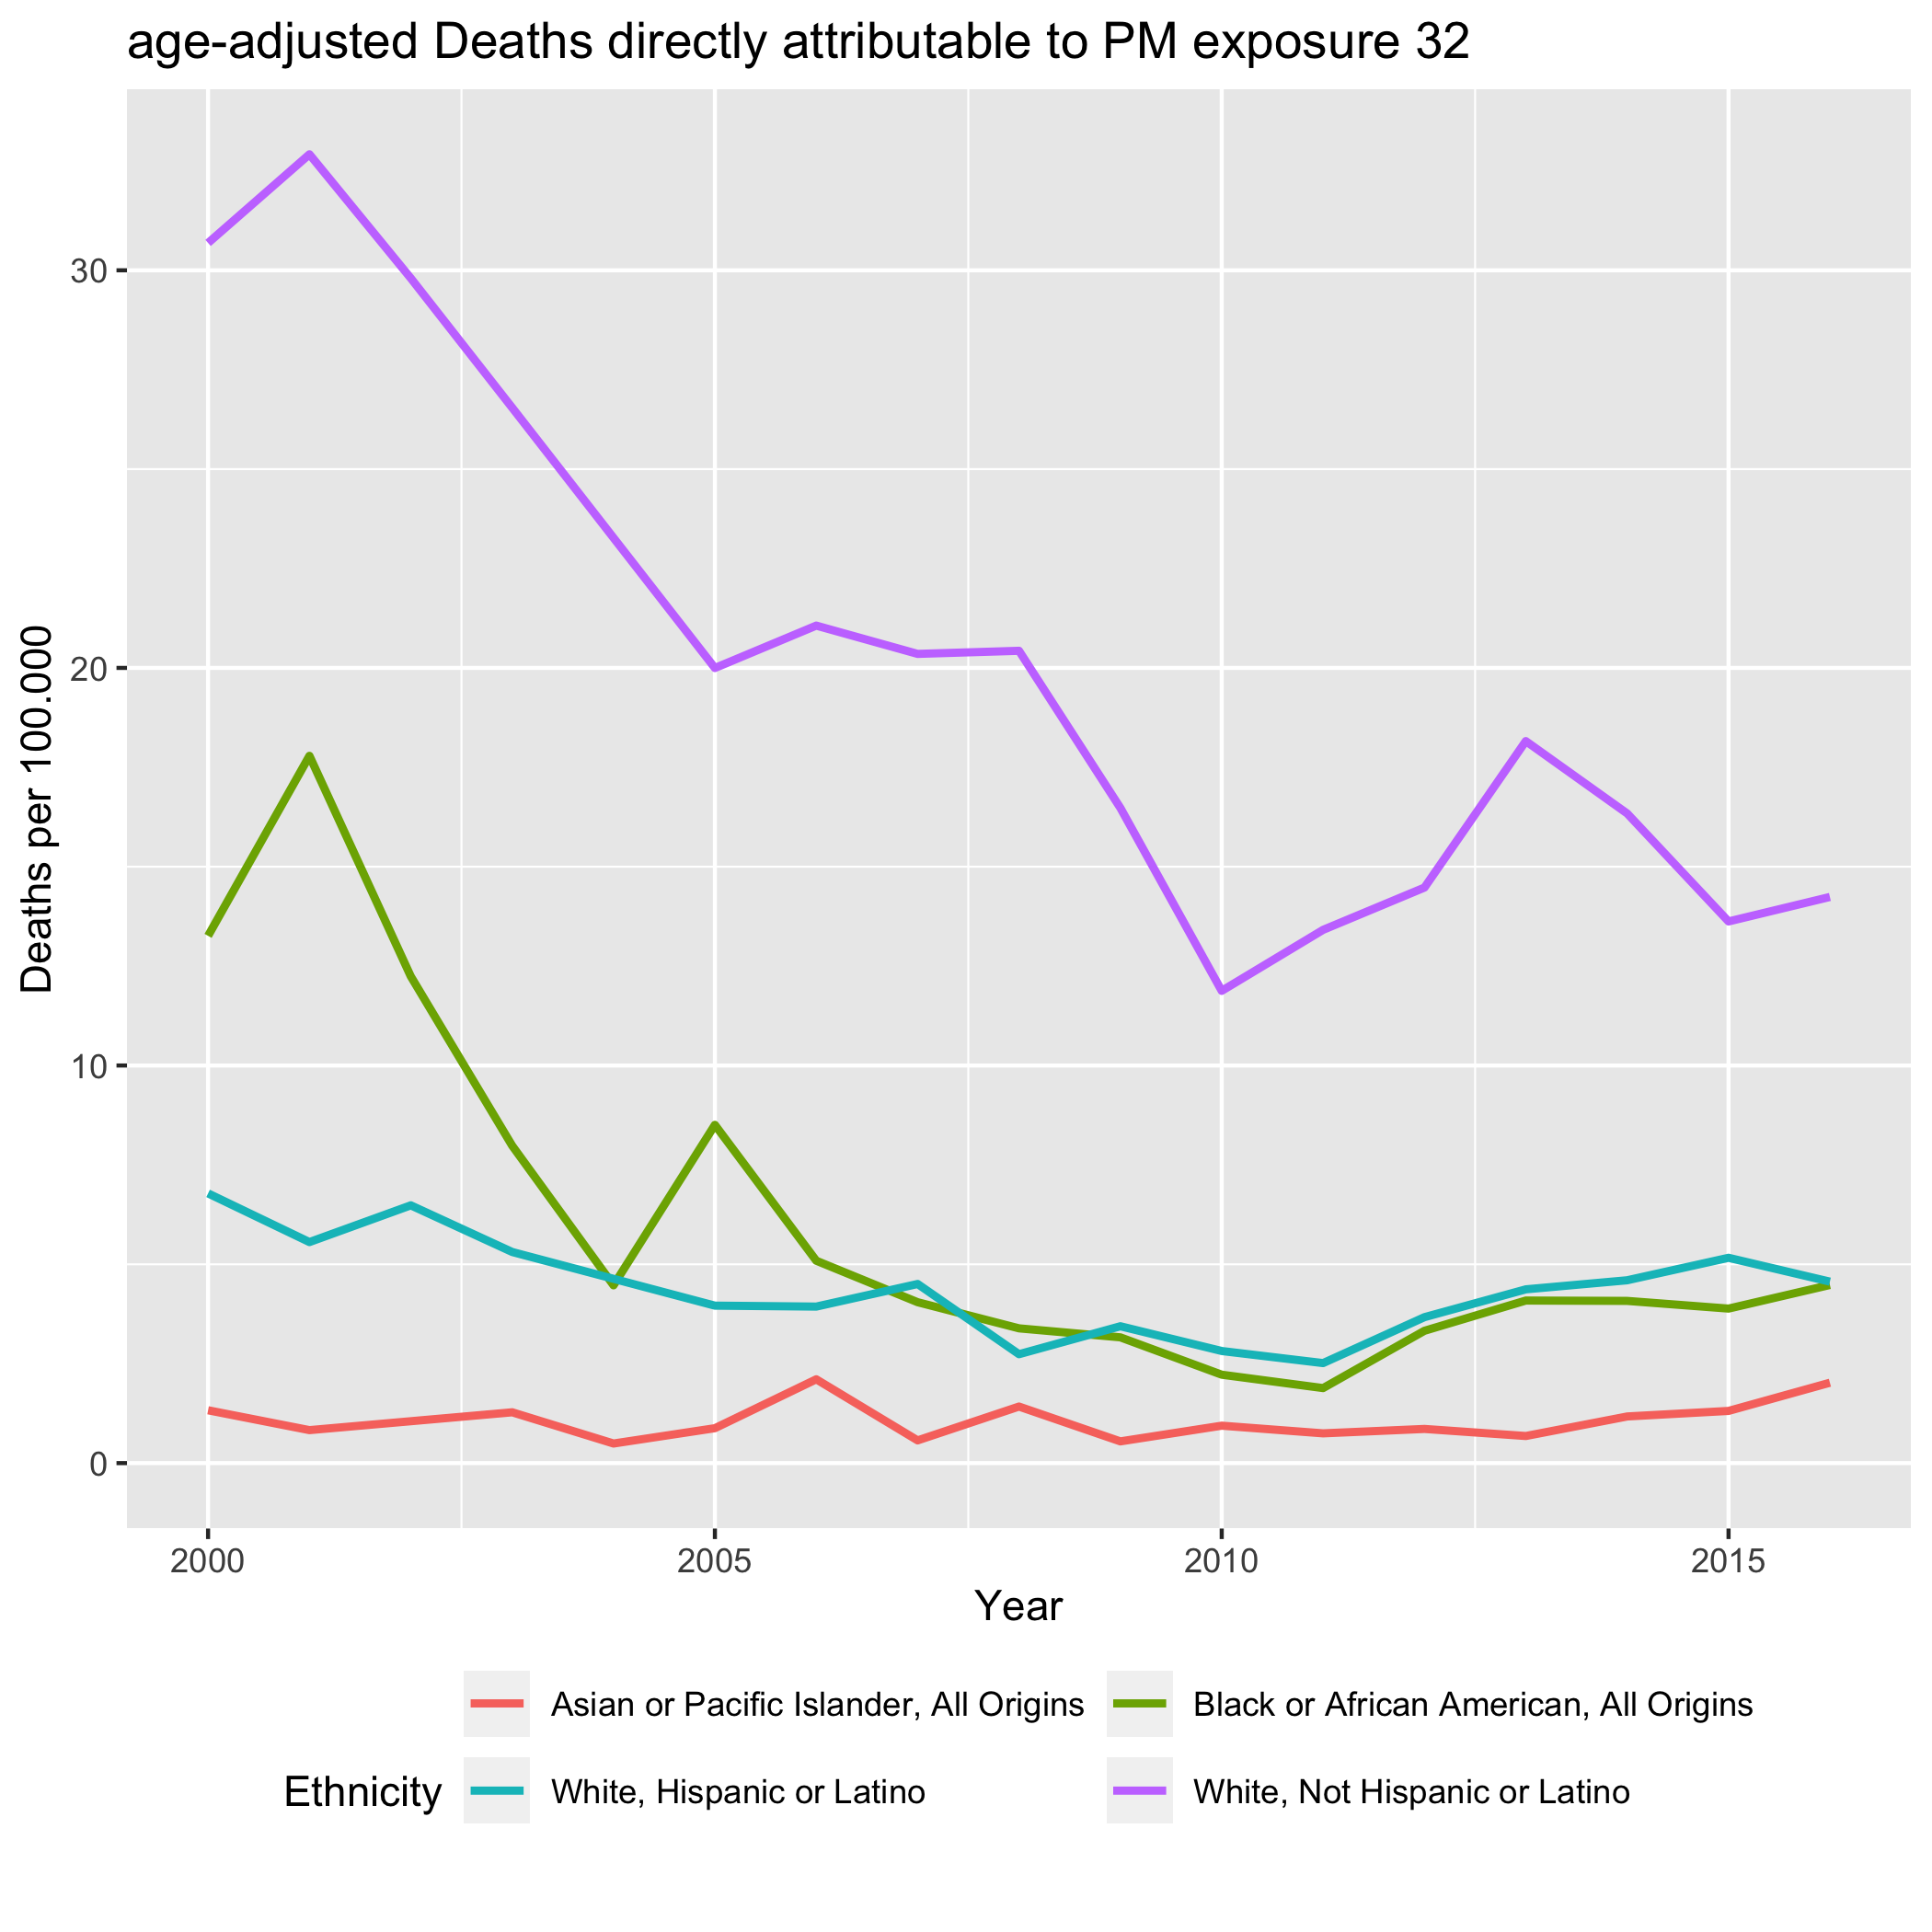 age-adjusted Deaths directly attributable to PM exposure 32
Deaths per 100.000
30
20
10
0
2000 2005 2010 2015
Year
Ethnicity
Asian or Pacific Islander, All Origins
Black or African American, All Origins
White, Hispanic or Latino
White, Not Hispanic or Latino